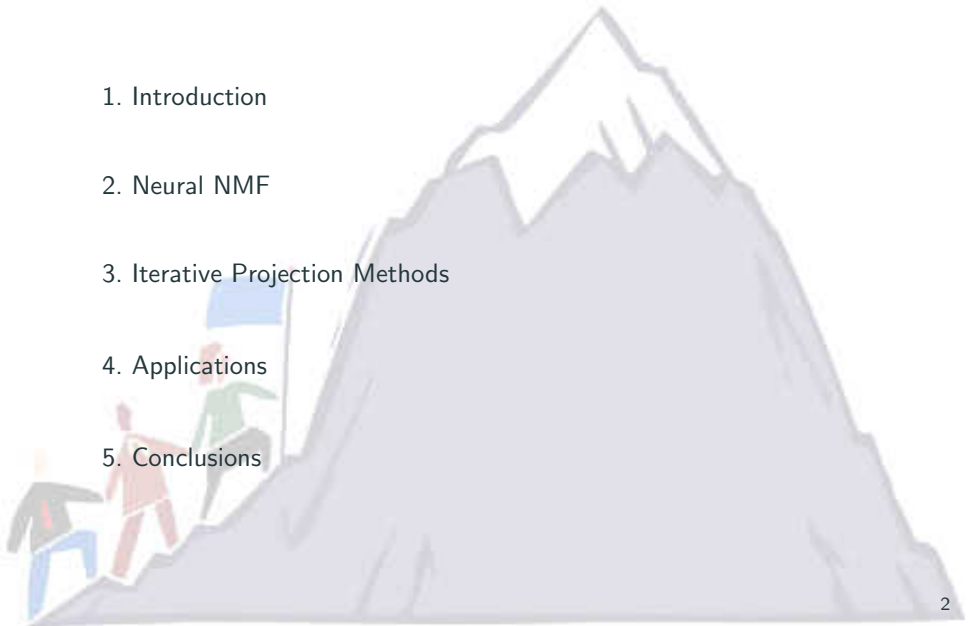 1. Introduction
2. Neural NMF
3. Iterative Projection Methods
4. Applications
5. Conclusions
2